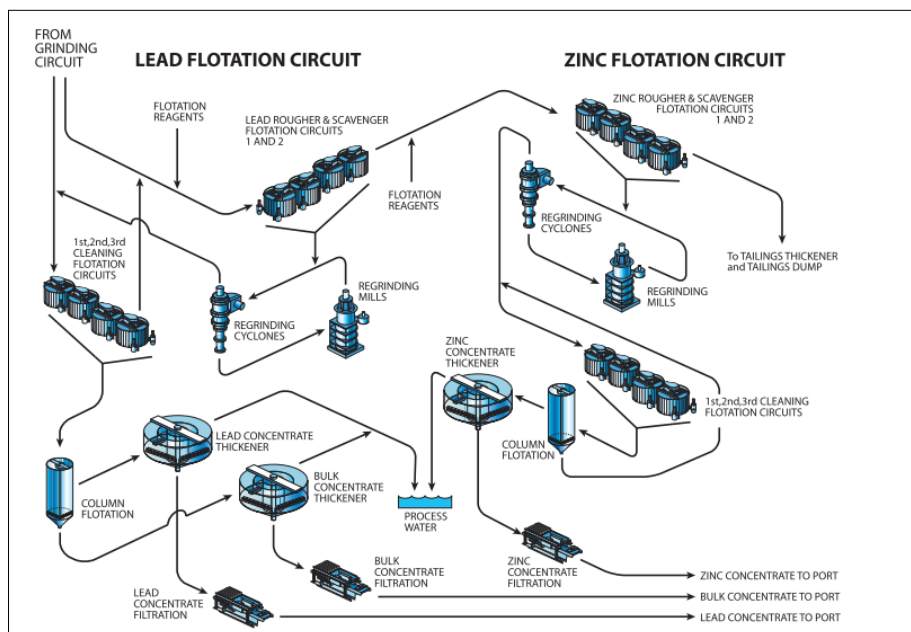 FROM
GRINDING
CIRCUIT
LEAD FLOTATION CIRCUIT
ZINC FLOTATION CIRCUIT
FLOTATION
REAGENTS
LEAD ROUGHER & SCAVENGER
FLOTATION CIRCUITS
1 AND 2
ZINC ROUGHER & SCAVENGER
FLOTATION CIRCUITS
1 AND 2
FLOTATION
REAGENTS
REGRINDING
CYCLONES
1st,2nd,3rd
CLEANING
FLOTATION
CIRCUITS
To TAILINGS THICKENER
and TAILINGS DUMP
REGRINDING
MILLS
REGRINDING
MILLS
REGRINDING
CYCLONES
ZINC
CONCENTRATE
THICKENER
1st,2nd,3rd CLEANING
FLOTATION CIRCUITS
LEAD CONCENTRATE
THICKENER
COLUMN
FLOTATION
BULK
CONCENTRATE
THICKENER
COLUMN
FLOTATION
PROCESS
WATER
BULK
CONCENTRATE
FILTRATION
ZINC
CONCENTRATE
FILTRATION
ZINC CONCENTRATE TO PORT
LEAD
CONCENTRATE
FILTRATION
BULK CONCENTRATE TO PORT
LEAD CONCENTRATE TO PORT